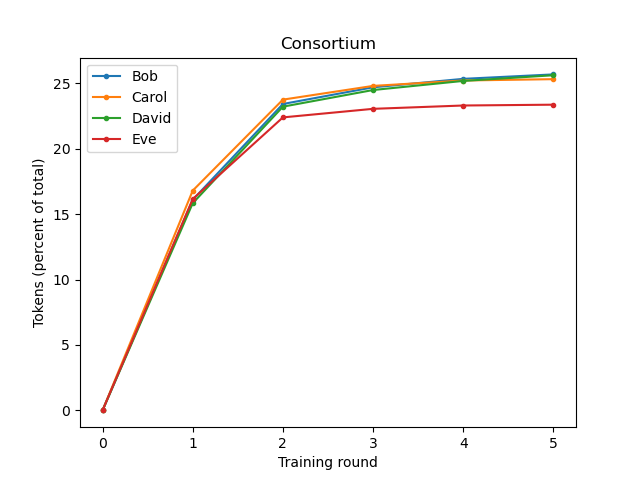 Consortium
Bob
Carol
David
Eve
Tokens (percent of total)
25
20
15
10
5
0
0 1 2 3 4 5
Training round